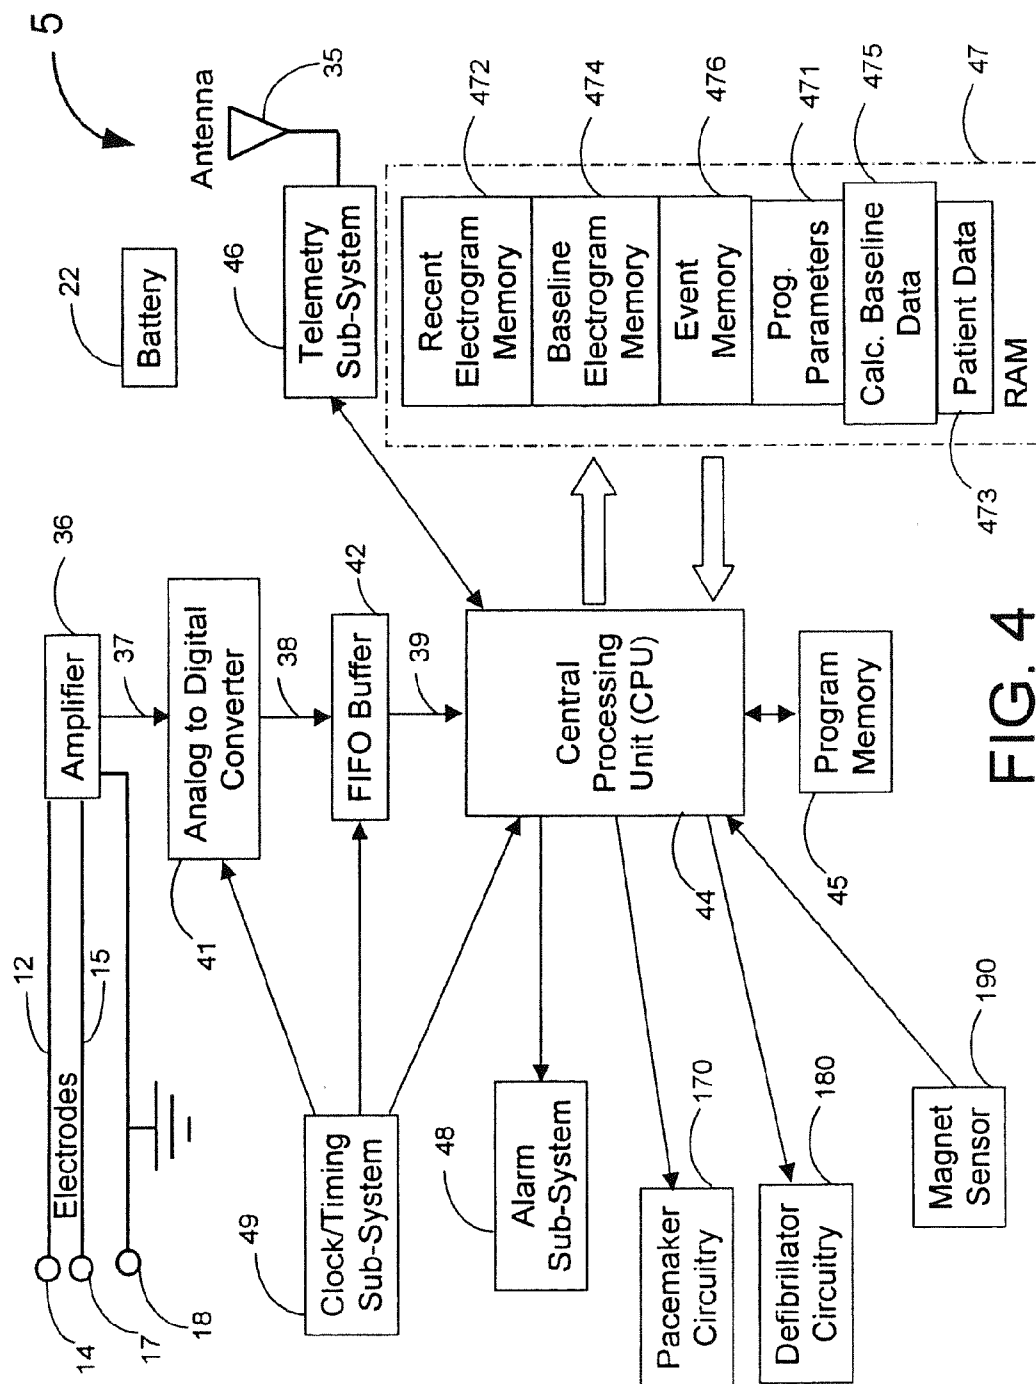 5
Electrodes
14
17
18
12
15
Amplifier
36
37
Analog to Digital
Converter
41
38
FIFO Buffer
42
39
Battery
22
Telemetry
Sub-System
46
Antenna
35
Clock/Timing
Sub-System
49
Alarm
Sub-System
48
Central
Processing
Unit (CPU)
44
Recent
Electrogram
Memory
472
Baseline
Electrogram
Memory
474
Event
Memory
476
Prog.
Parameters
471
Calc. Baseline
Data
475
Patient Data
473
RAM
47
Pacemaker
Circuitry
170
Defibrillator
Circuitry
180
Magnet
Sensor
190
Program
Memory
45
FIG. 4